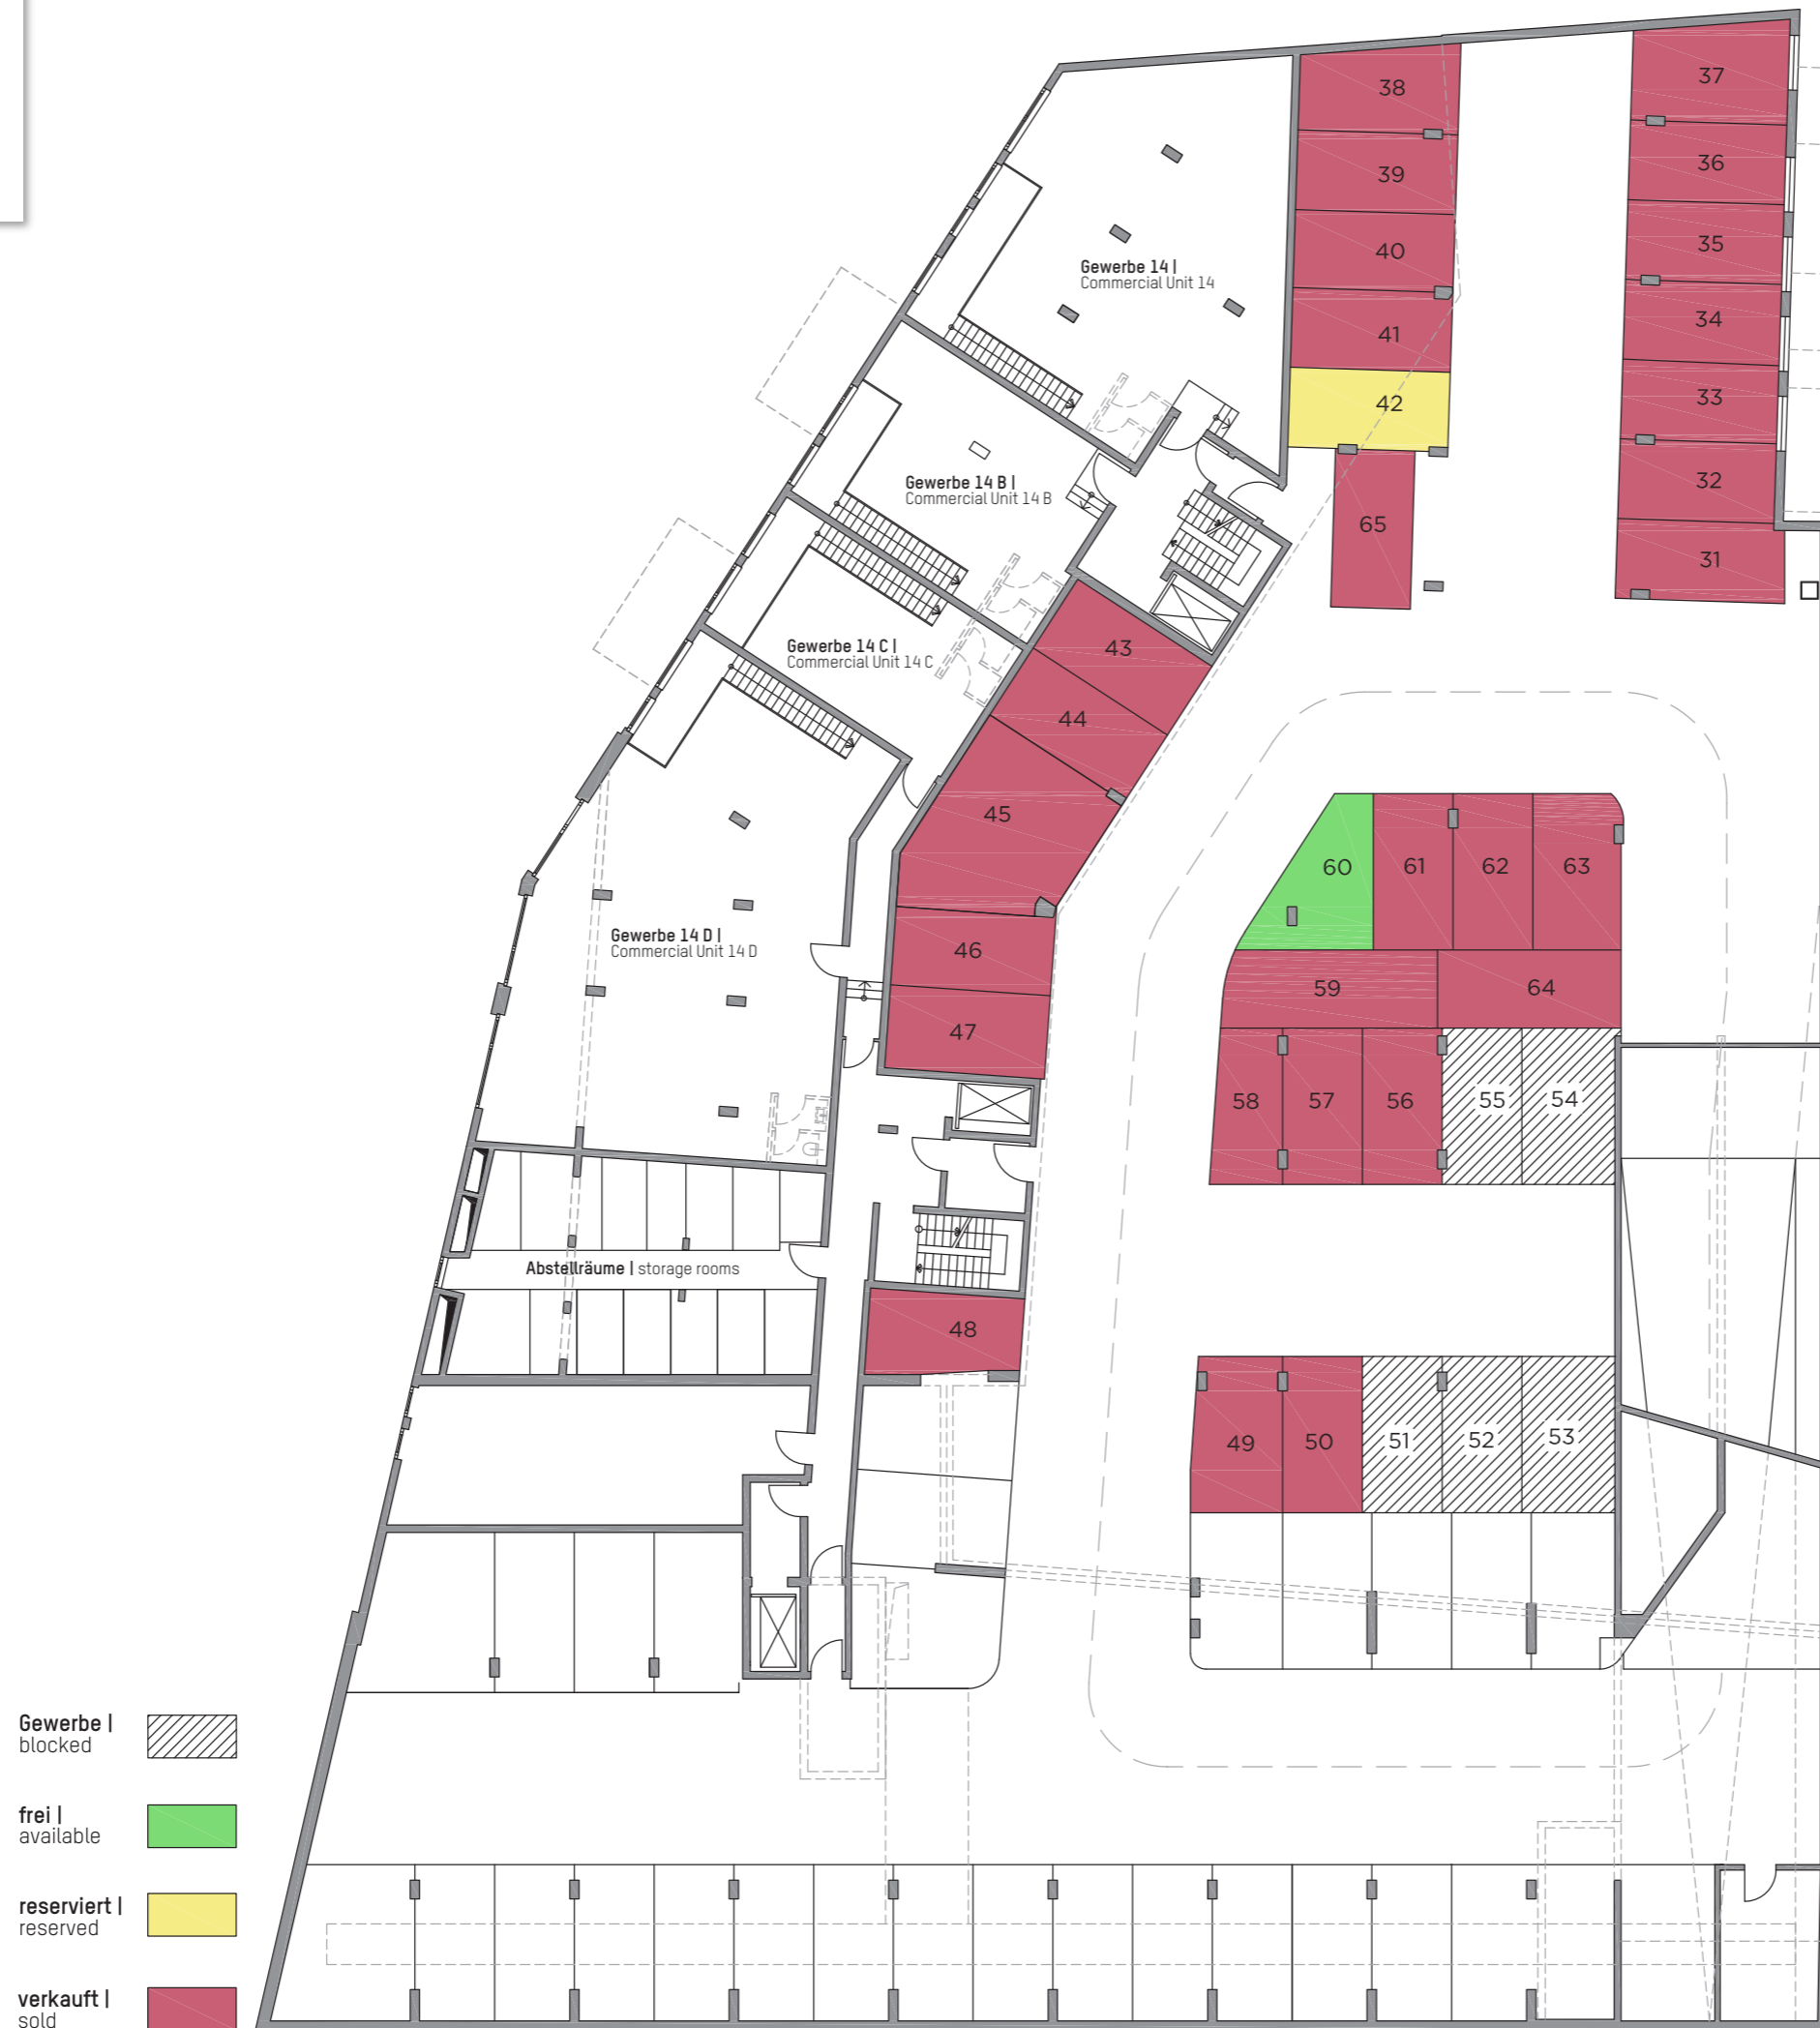 37
38
36
39
35
40
Gewerbe 14 |
Commercial Unit 14
34
41
33
42
32
Gewerbe 14 B |
Commercial Unit 14 B
65
31
43
Gewerbe 14 C |
Commercial Unit 14 C
44
45
60
61
62
63
Gewerbe 14 D |
Commercial Unit 14 D
46
59
64
47
58
57
56
55
54
Abstellräume | storage rooms
48
49
50
51
52
53
Gewerbe |
blocked
frei |
available
reserviert |
reserved
verkauft |
sold